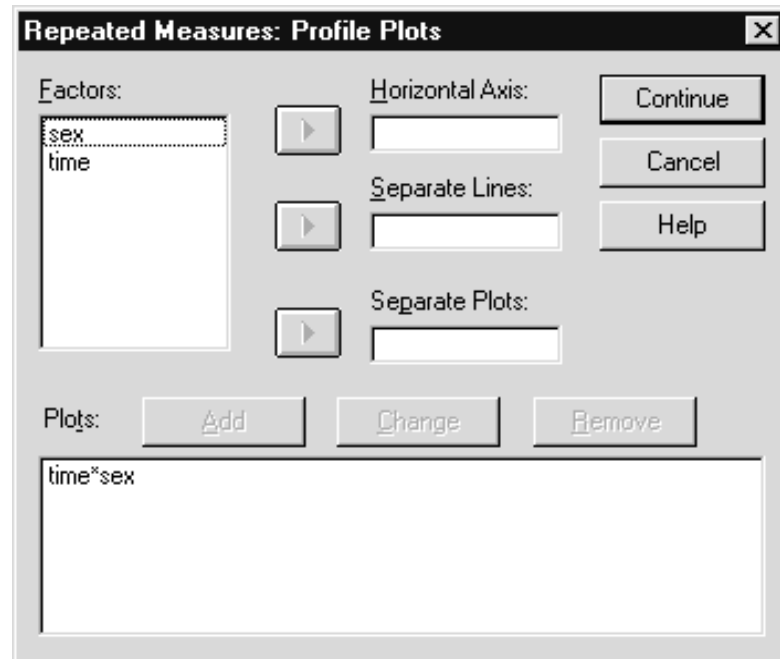 Repeated Measures: Profile Plots
Factors:
sex
time
Horizontal Axis:
Separate Lines:
Separate Plots:
Continue
Cancel
Help
Plots:
Add
Change
Remove
time*sex